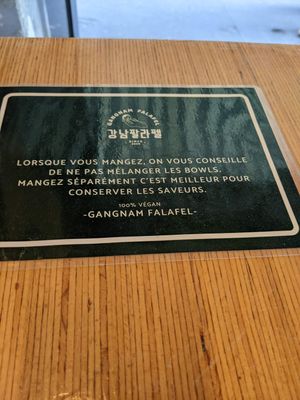 GANGNAM FALAFEL
강남팔라펠
LORSQUE VOUS MANGEZ, ON VOUS CONSEILLE
DE NE PAS MÉLANGER LES BOWLS.
MANGEZ SÉPARÉMENT C'EST MEILLEUR POUR
CONSERVER LES SAVEURS.
100% VEGAN
-GANGNAM FALAFEL-